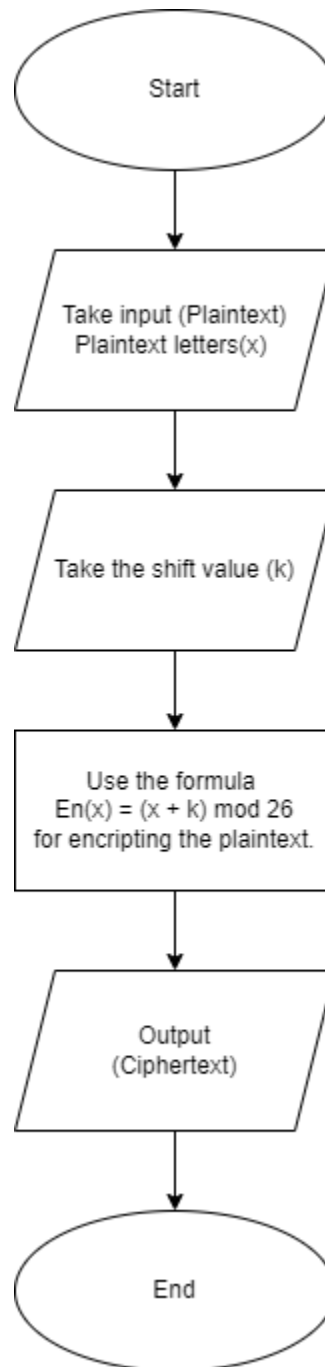 Start
Take input (Plaintext)
Plaintext letters(x)
Take the shift value (k)
Use the formula
En(x) = (x + k) mod 26
for encripting the plaintext.
Output
(Ciphertext)
End